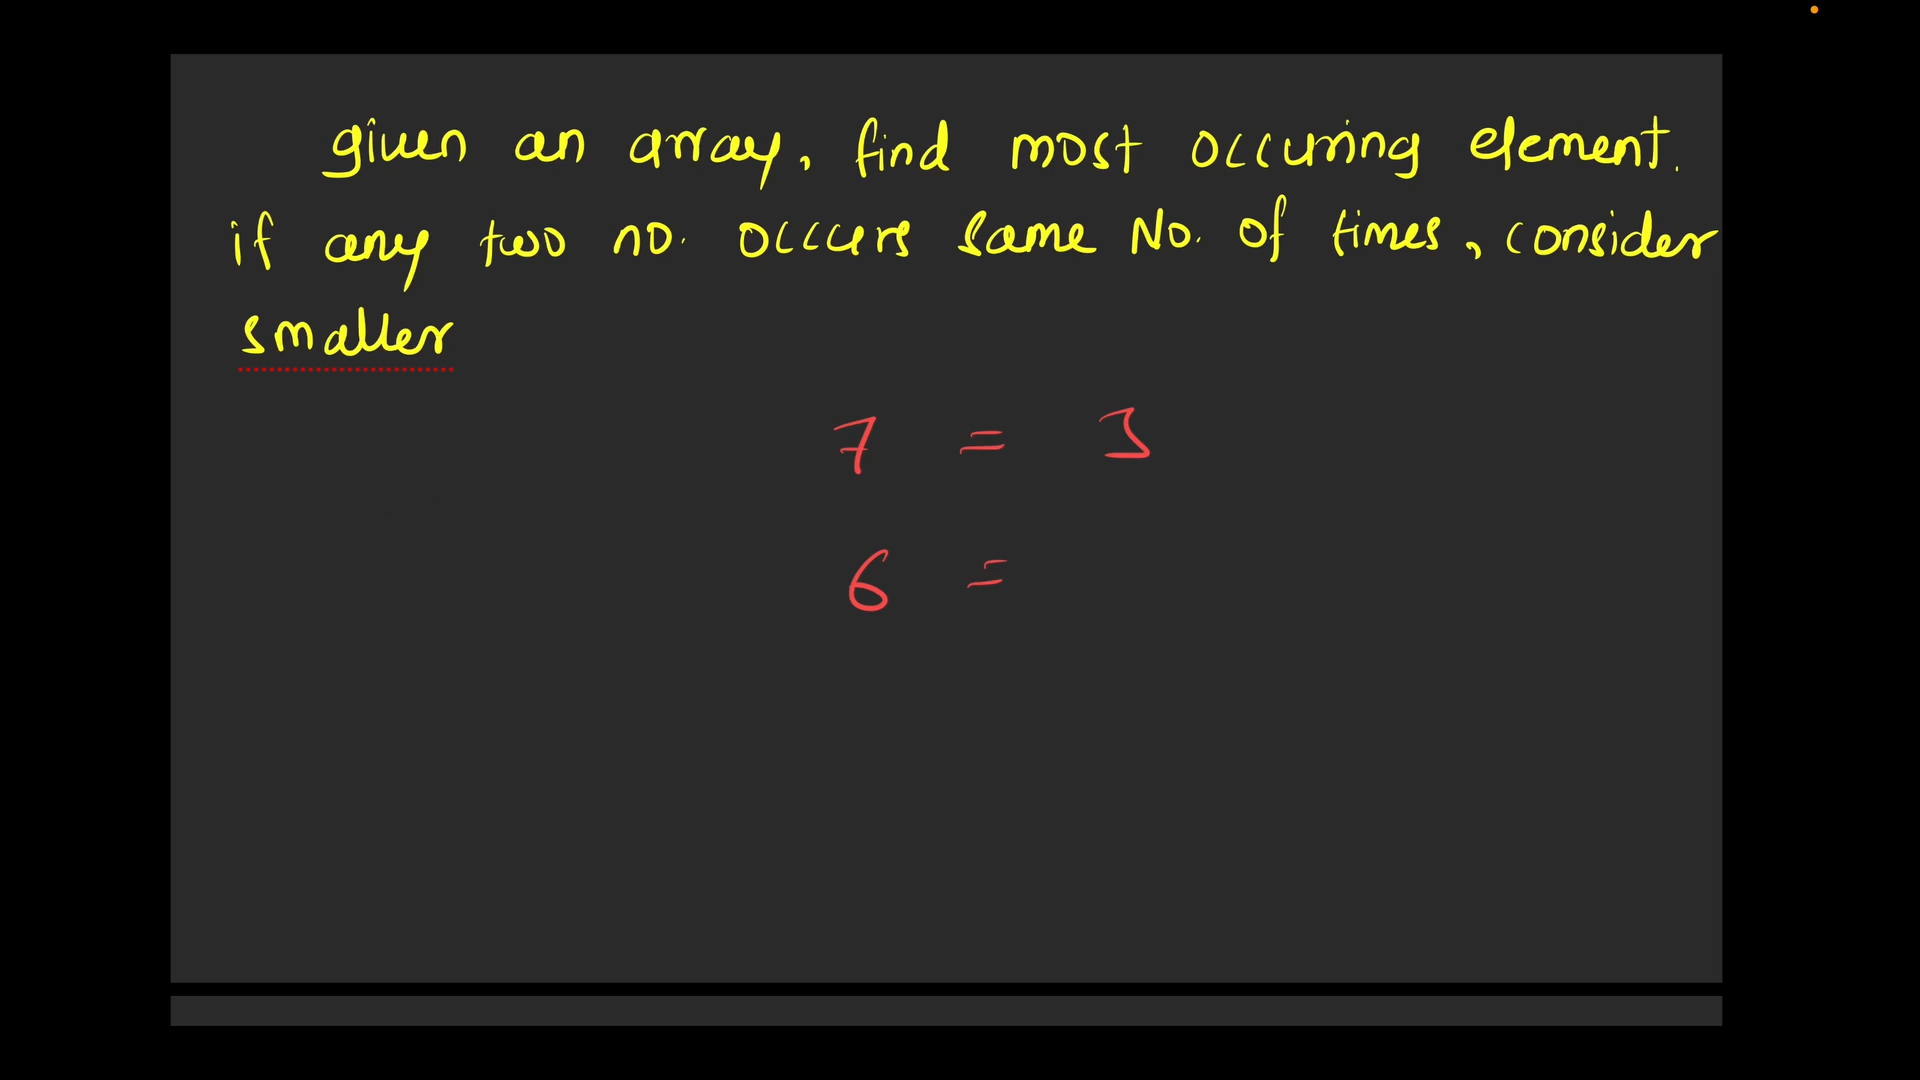 given an array, find most occurring element.
if any two no. occurs same No. of times, consider
smaller
7 = 3
6 =